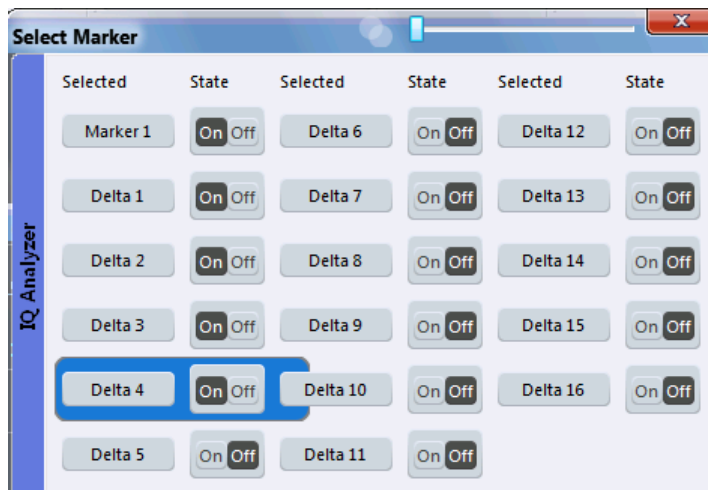 Select Marker
x
IQ Analyzer
Selected State Selected State Selected State
Marker 1 On Off Delta 6 On Off Delta 12 On Off
Delta 1 On Off Delta 7 On Off Delta 13 On Off
Delta 2 On Off Delta 8 On Off Delta 14 On Off
Delta 3 On Off Delta 9 On Off Delta 15 On Off
Delta 4 On Off Delta 10 On Off Delta 16 On Off
Delta 5 On Off Delta 11 On Off